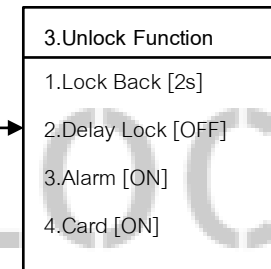 3.Unlock Function
1.Lock Back [2s]
2.Delay Lock [OFF]
3.Alarm [ON]
4.Card [ON]